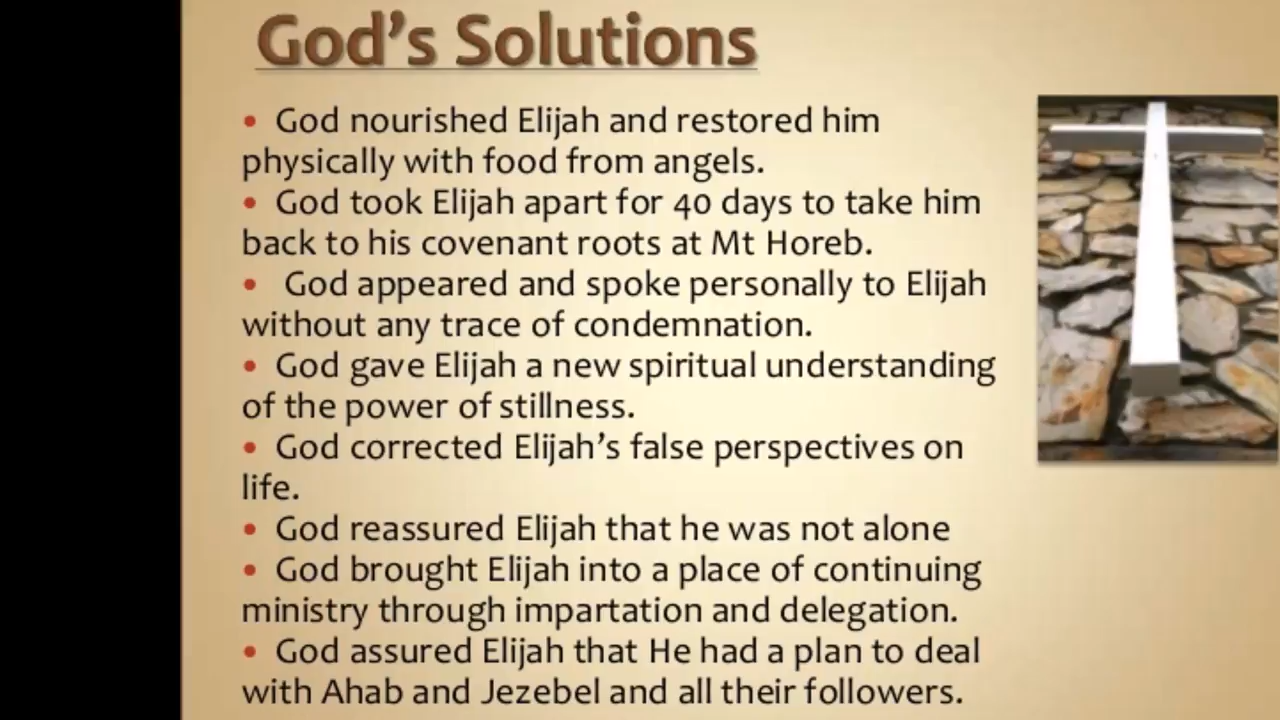 God’s Solutions
• God nourished Elijah and restored him
physically with food from angels.
• God took Elijah apart for 40 days to take him
back to his covenant roots at Mt Horeb.
• God appeared and spoke personally to Elijah
without any trace of condemnation.
• God gave Elijah a new spiritual understanding
of the power of stillness.
• God corrected Elijah’s false perspectives on
life.
• God reassured Elijah that he was not alone
• God brought Elijah into a place of continuing
ministry through impartation and delegation.
• God assured Elijah that He had a plan to deal
with Ahab and Jezebel and all their followers.